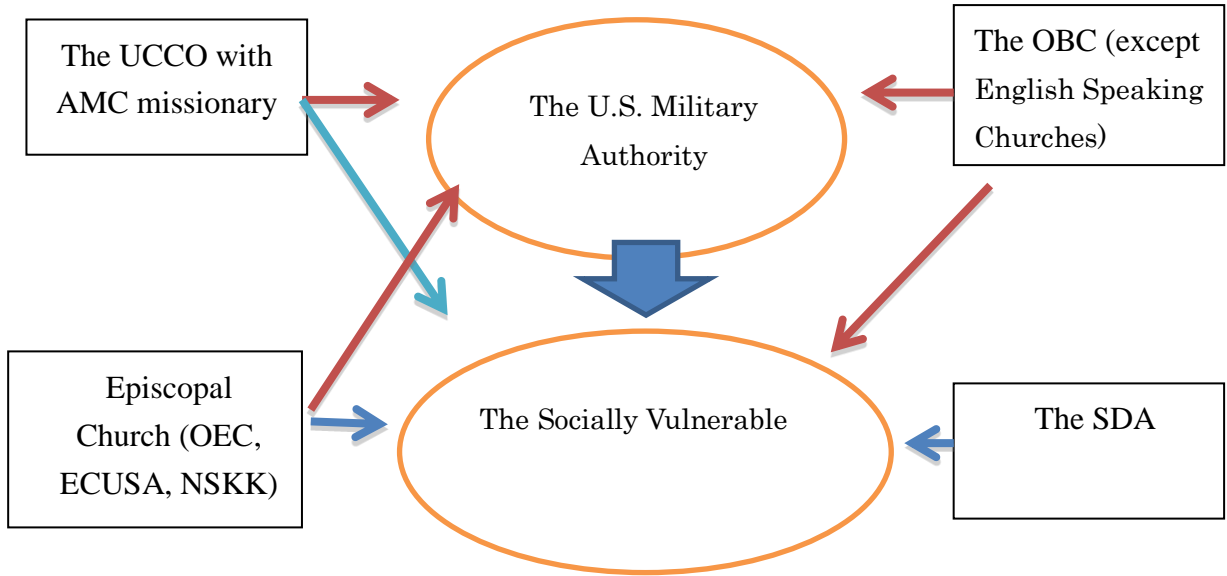 The UCCO with
AMC missionary
The U.S. Military
Authority
The OBC (except
English Speaking
Churches)
Episcopal
Church (OEC,
ECUSA, NSKK)
The Socially Vulnerable
The SDA